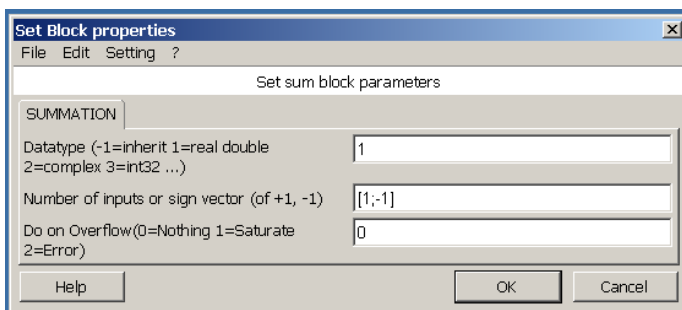 Set Block properties
File Edit Setting ?
Set sum block parameters
SUMMATION
Datatype (-1=inherit 1=real double
2=complex 3=int32 ...)
1
Number of inputs or sign vector (of +1, -1)
[1;-1]
Do on Overflow(0=Nothing 1=Saturate
2=Error)
0
Help
OK
Cancel